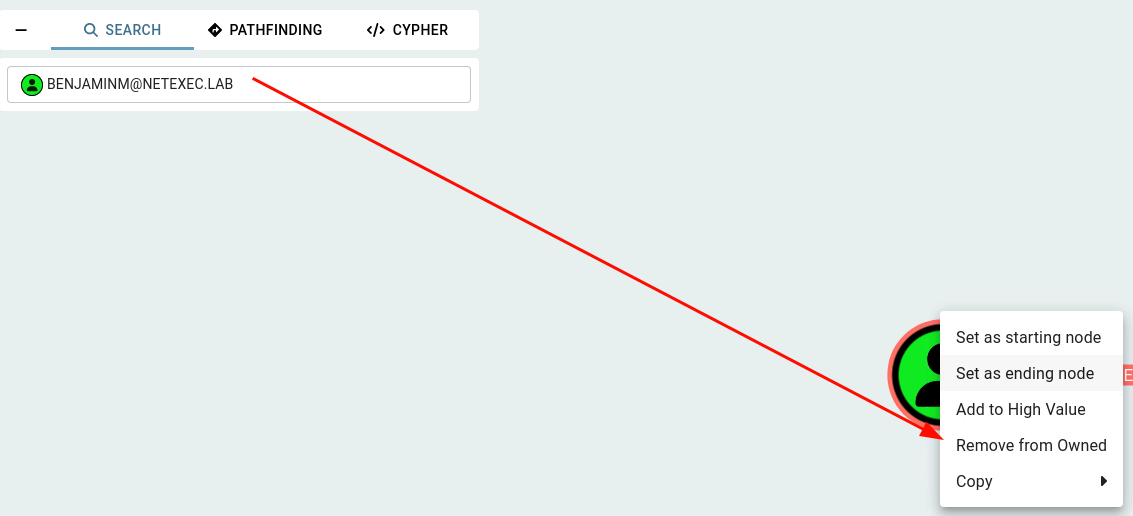 SEARCH
PATHFINDING
CYPHER
BENJAMINM@NETEXEC.LAB
Set as starting node
Set as ending node
E
Add to High Value
Remove from Owned
Copy